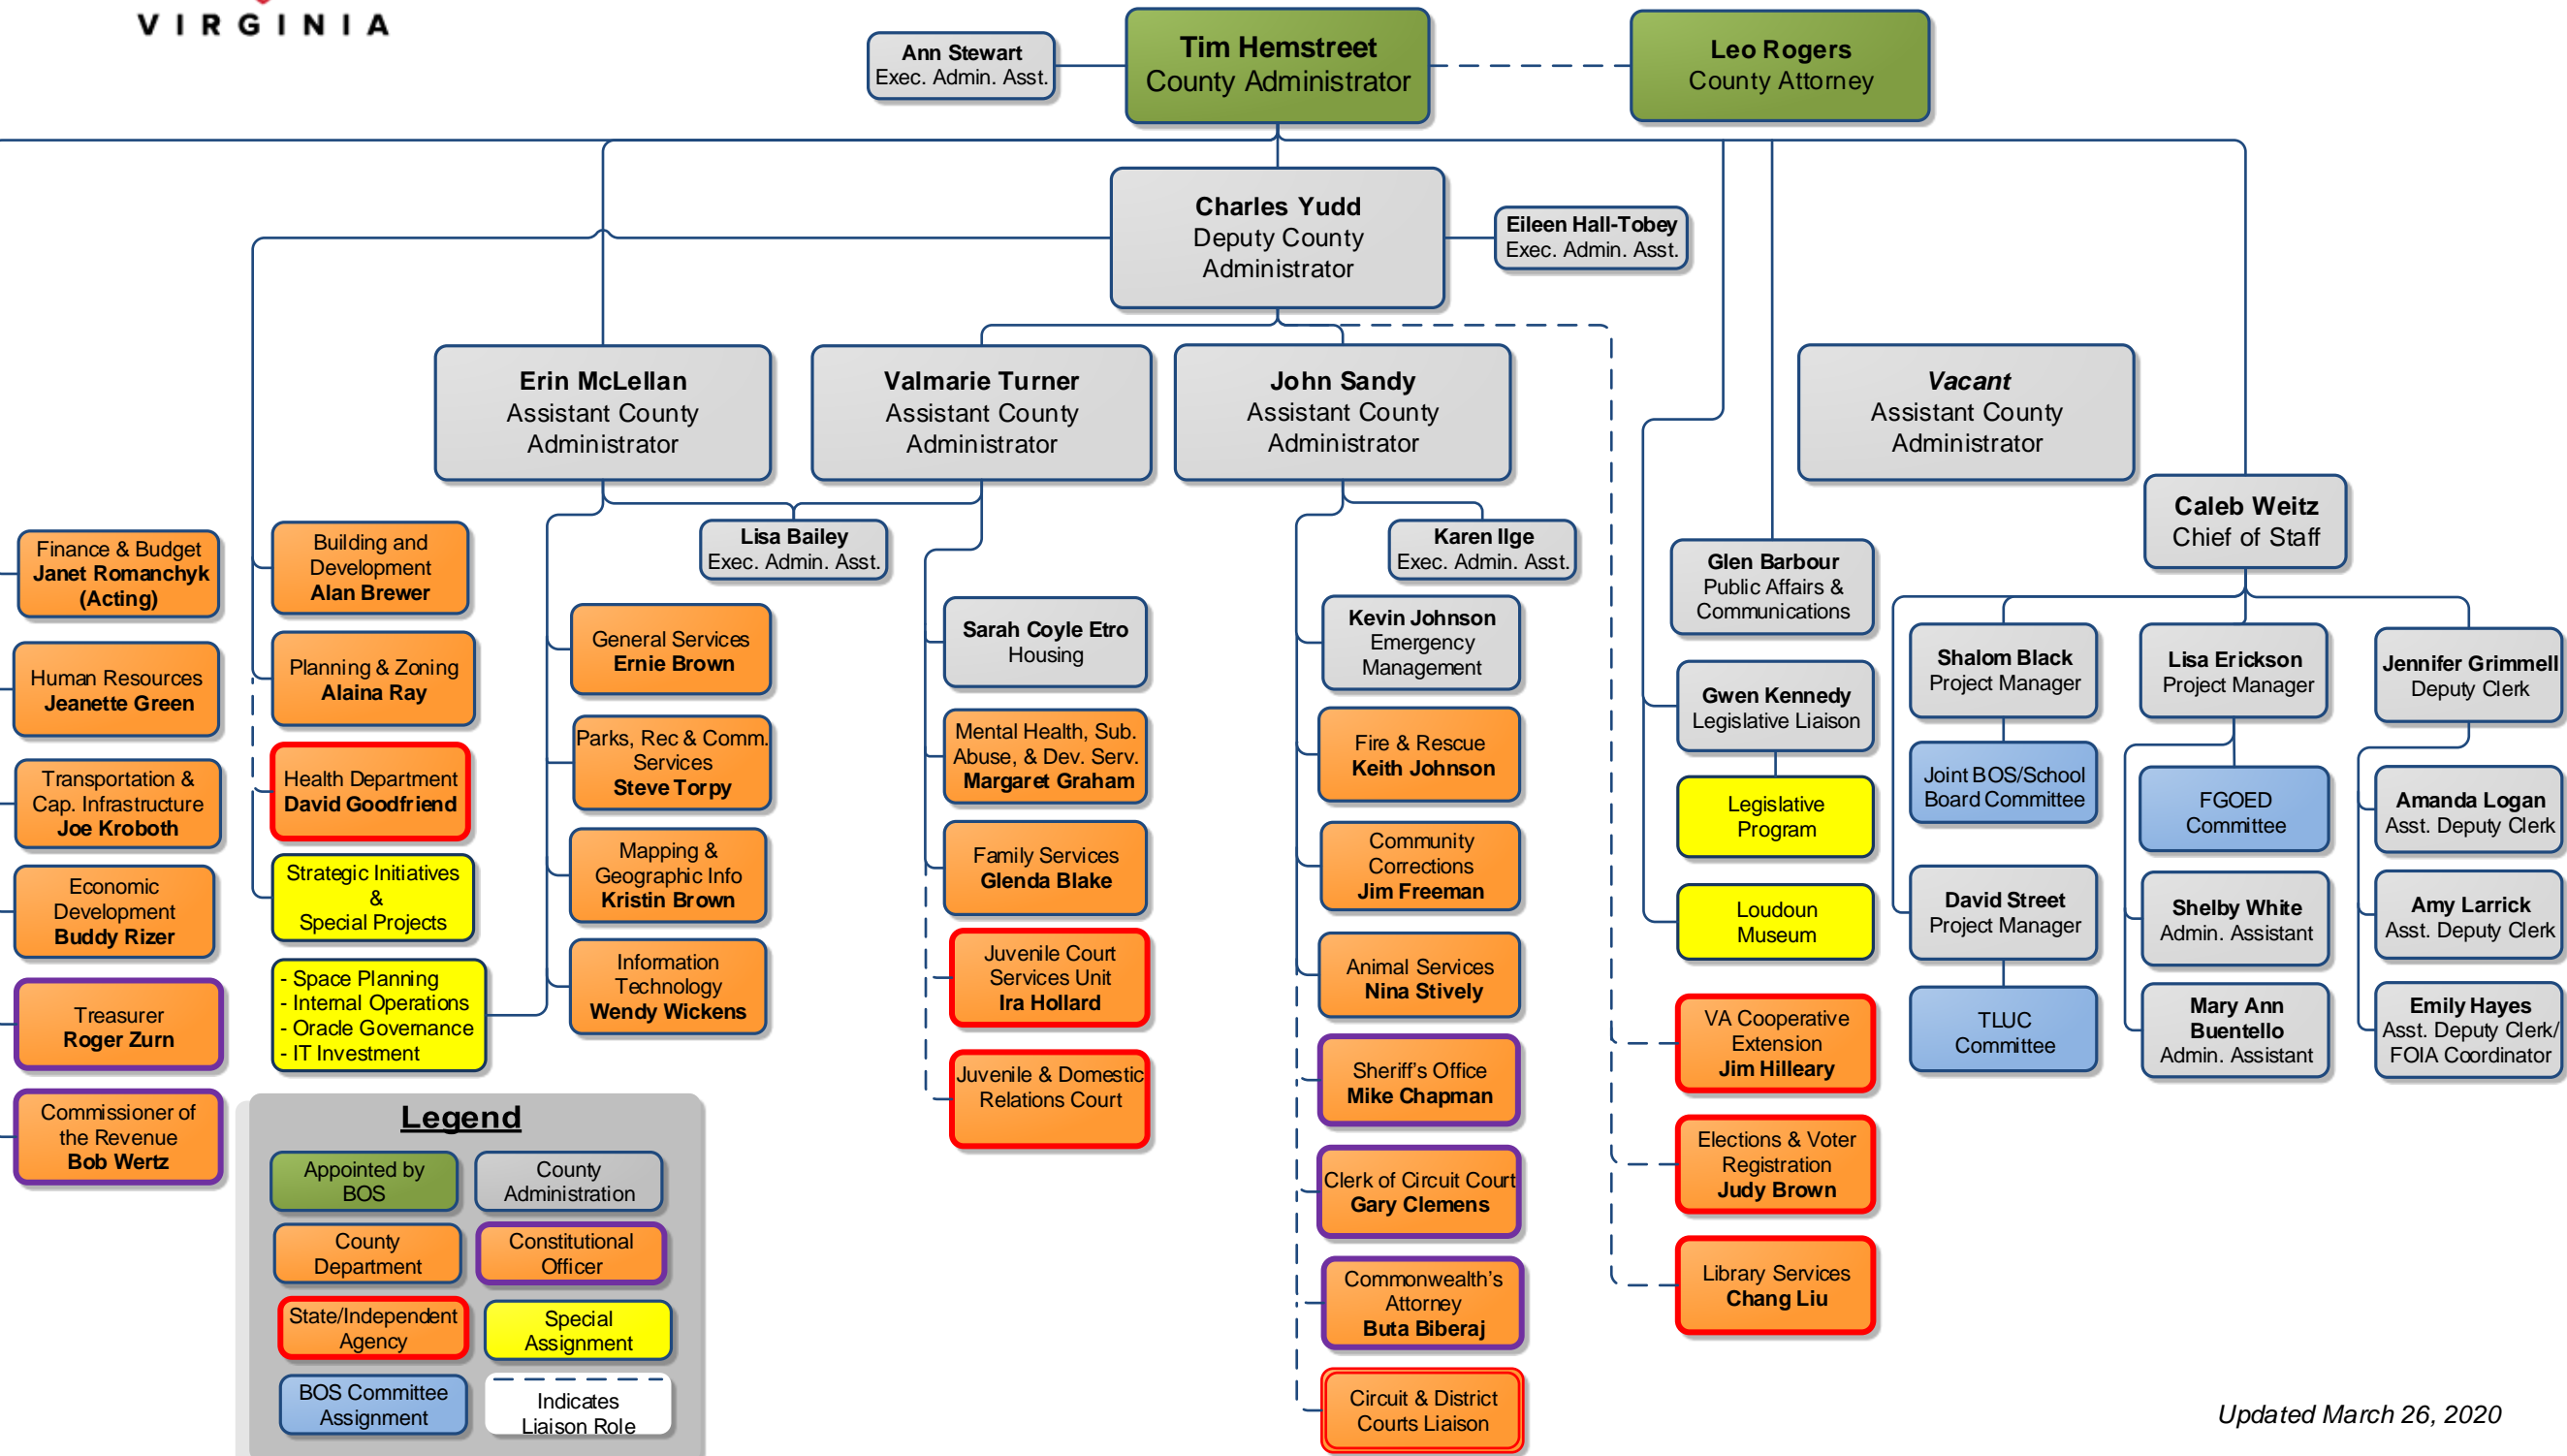 VIRGINIA
Ann Stewart
Exec. Admin. Asst.
Tim Hemstreet
County Administrator
Leo Rogers
County Attorney
Charles Yudd
Deputy County
Administrator
Eileen Hall-Tobey
Exec. Admin. Asst.
Erin McLellan
Assistant County
Administrator
Valmarie Turner
Assistant County
Administrator
John Sandy
Assistant County
Administrator
Vacant
Assistant County
Administrator
Caleb Weitz
Chief of Staff
Lisa Bailey
Exec. Admin. Asst.
Karen Ilge
Exec. Admin. Asst.
Finance & Budget
Janet Romanchyk
(Acting)
Human Resources
Jeanette Green
Transportation &
Cap. Infrastructure
Joe Kroboth
Economic
Development
Buddy Rizer
Treasurer
Roger Zurn
Commissioner of
the Revenue
Bob Wertz
Building and
Development
Alan Brewer
Planning & Zoning
Alaina Ray
Health Department
David Goodfriend
Strategic Initiatives
&
Special Projects
- Space Planning
- Internal Operations
- Oracle Governance
- IT Investment
General Services
Ernie Brown
Parks, Rec & Comm.
Services
Steve Torpy
Mapping &
Geographic Info
Kristin Brown
Information
Technology
Wendy Wickens
Sarah Coyle Etro
Housing
Mental Health, Sub.
Abuse, & Dev. Serv.
Margaret Graham
Family Services
Glenda Blake
Juvenile Court
Services Unit
Ira Hollard
Juvenile & Domestic
Relations Court
Kevin Johnson
Emergency
Management
Fire & Rescue
Keith Johnson
Community
Corrections
Jim Freeman
Animal Services
Nina Stively
Sheriff's Office
Mike Chapman
Clerk of Circuit Court
Gary Clemens
Commonwealth's
Attorney
Buta Biberaj
Circuit & District
Courts Liaison
Glen Barbour
Public Affairs &
Communications
Gwen Kennedy
Legislative Liaison
Legislative
Program
Loudoun
Museum
VA Cooperative
Extension
Jim Hilleary
Elections & Voter
Registration
Judy Brown
Library Services
Chang Liu
Shalom Black
Project Manager
Joint BOS/School
Board Committee
David Street
Project Manager
TLUC
Committee
Lisa Erickson
Project Manager
FGOED
Committee
Shelby White
Admin. Assistant
Mary Ann
Buentello
Admin. Assistant
Jennifer Grimmell
Deputy Clerk
Amanda Logan
Asst. Deputy Clerk
Amy Larrick
Asst. Deputy Clerk
Emily Hayes
Asst. Deputy Clerk/
FOIA Coordinator
Legend
Appointed by
BOS
County
Administration
County
Department
Constitutional
Officer
State/Independent
Agency
Special
Assignment
BOS Committee
Assignment
Indicates
Liaison Role
Updated March 26, 2020